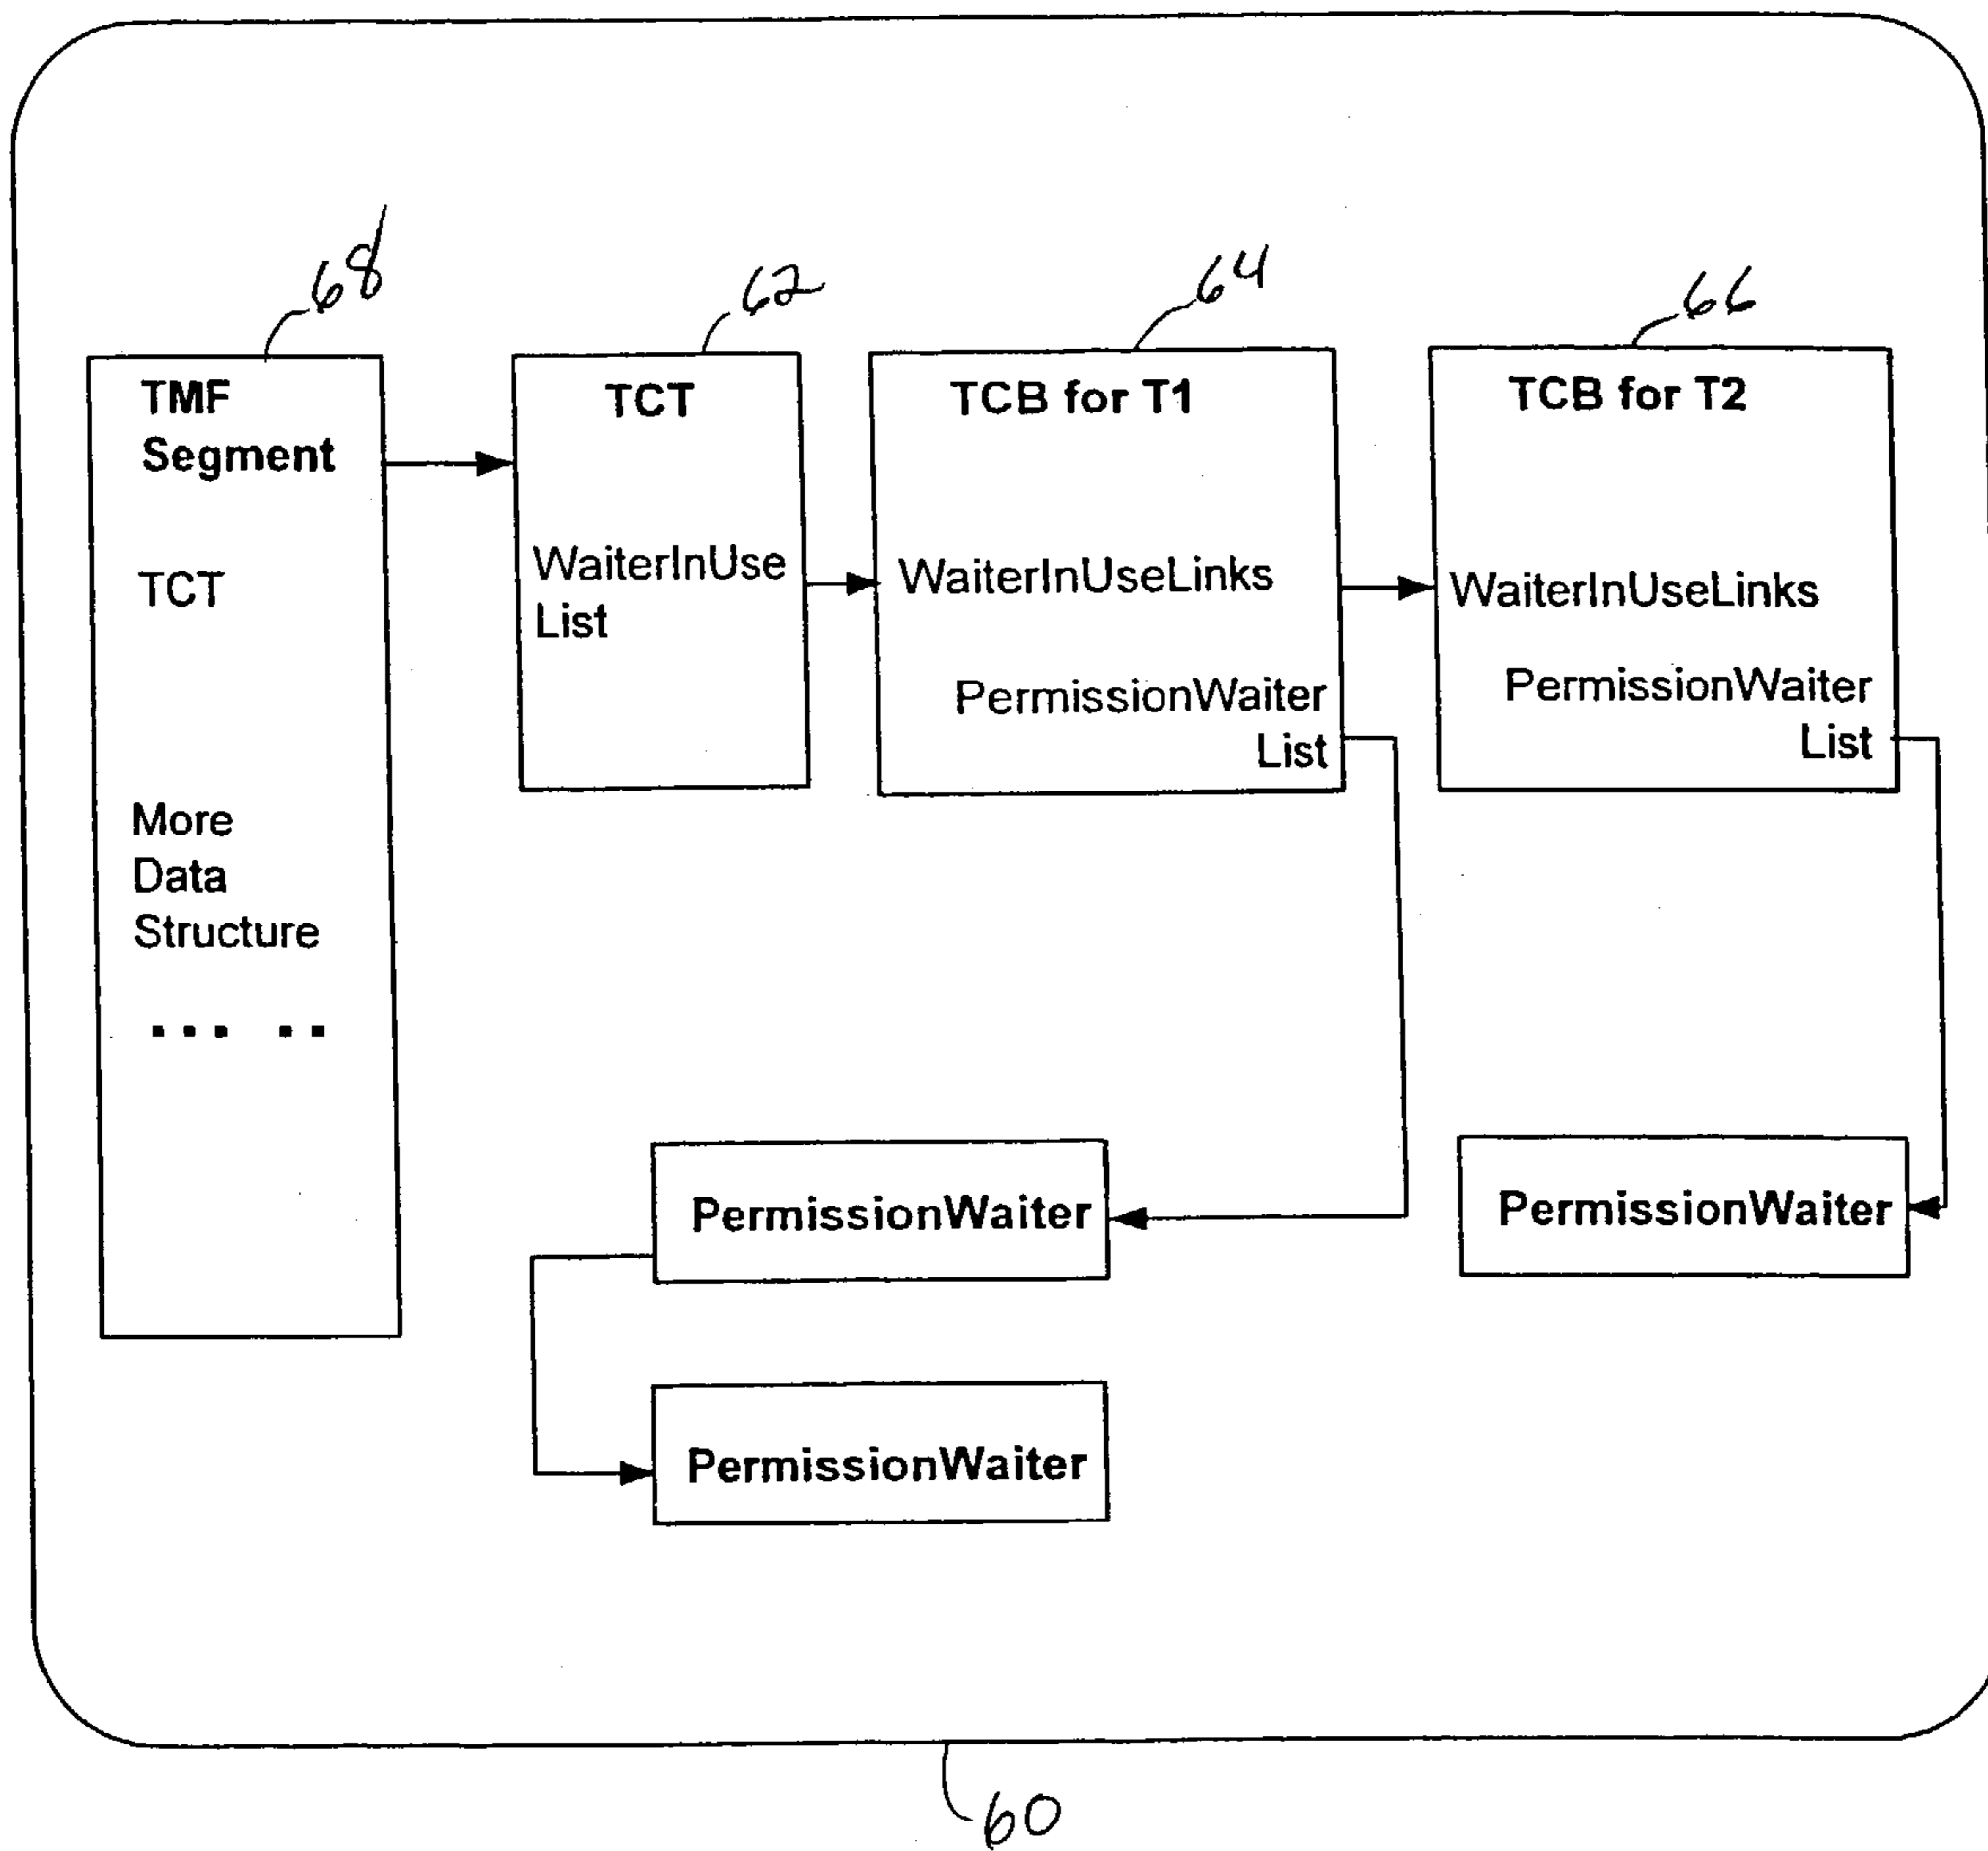 68
62
64
66
TMF
Segment
TCT
More
Data
Structure
... ..
TCT
WaiterInUse
List
TCB for T1
WaiterInUseLinks
PermissionWaiter
List
TCB for T2
WaiterInUseLinks
PermissionWaiter
List
PermissionWaiter
PermissionWaiter
PermissionWaiter
60